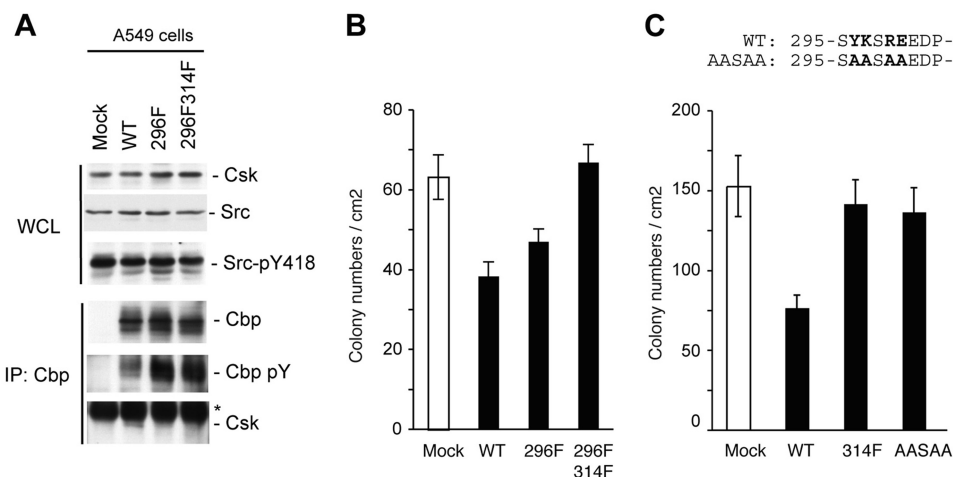 A
A549 cells
Mock
WT
296F
296F314F
WCL
- Csk
- Src
- Src-pY418
IP: Cbp
- Cbp
- Cbp pY
*
- Csk
B
Colony numbers / cm2
80
60
40
20
0
Mock
WT
296F
296F
314F
C
WT: 295-SYKSREEDP-
AASAA: 295-SAASAAEDP-
Colony numbers / cm2
200
150
100
50
0
Mock
WT
314F
AASAA